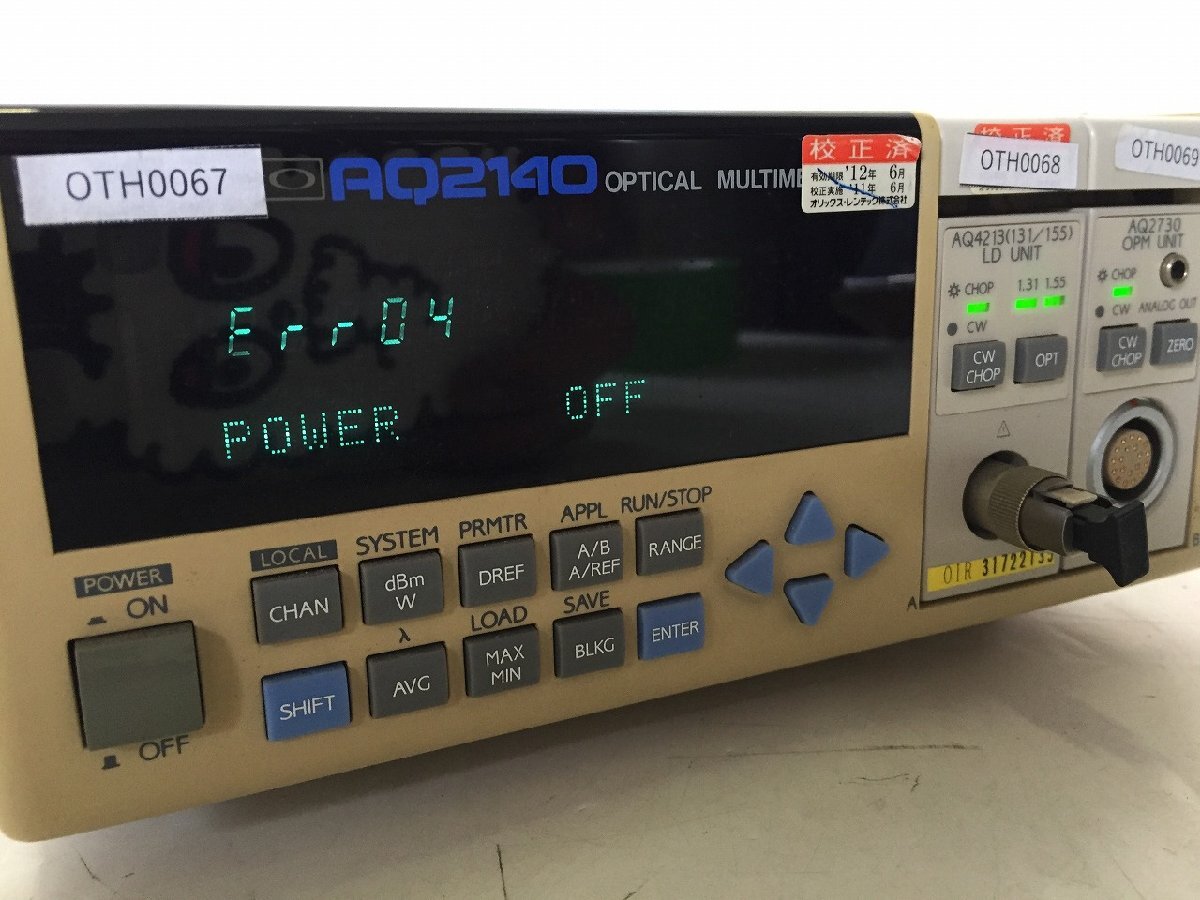 OTH0067
AQ2140 OPTICAL MULTIME
校正済
有効期限 '12年 6月
校正実施 '11年 6月
オリックス・レンテック株式会社
Err04
POWER OFF
校正済
OTH0068
OTH0069
AQ4213(131/155)
LD UNIT
CHOP 1.31 1.55
CW
CW
CHOP
OPT
AQ2730
OPM UNIT
CHOP
CW ANALOG OUT
CW
CHOP
ZERO
POWER
ON
OFF
LOCAL
CHAN
SYSTEM
dBm
W
PRMTR
DREF
APPL
A/B
A/REF
RUN/STOP
RANGE
SHIFT
λ
AVG
LOAD
MAX
MIN
SAVE
BLKG
ENTER
A
B